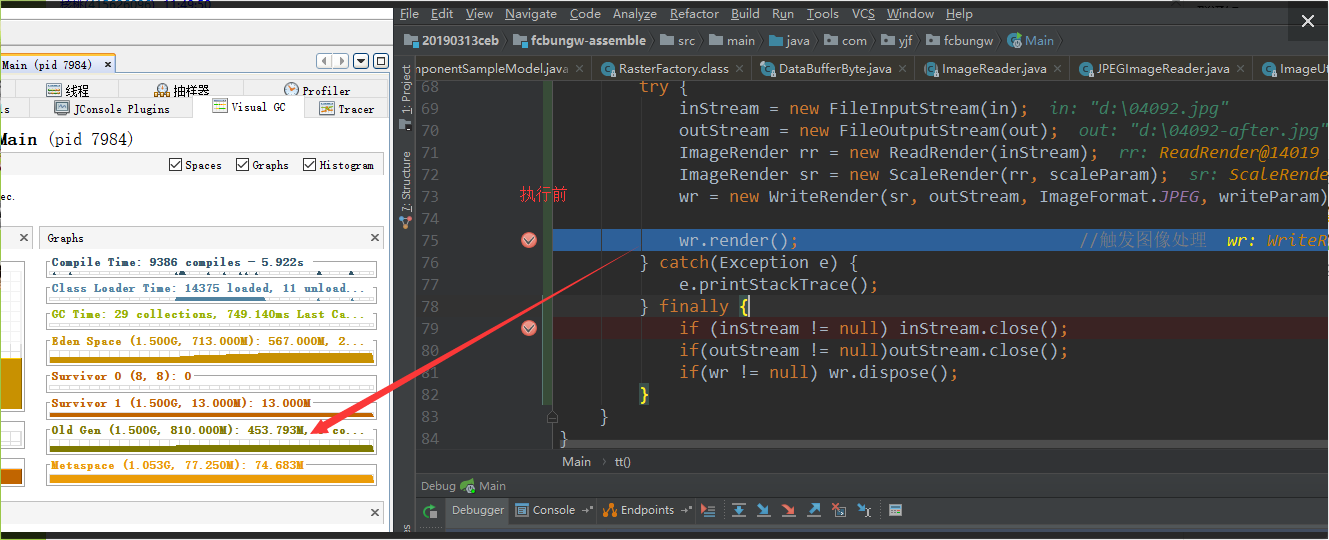 Main (pid 7984)
线程
抽样器
Profiler
JConsole Plugins
Visual GC
Tracer
Main (pid 7984)
Spaces
Graphs
Histogram
ec.
Graphs
Compile Time: 9386 compiles - 5.922s
Class Loader Time: 14375 loaded, 11 unload...
GC Time: 29 collections, 749.140ms Last Ca...
Eden Space (1.500G, 713.000M): 567.000M, 2...
Survivor 0 (8, 8): 0
Survivor 1 (1.500G, 13.000M): 13.000M
Old Gen (1.500G, 810.000M): 453.793M,
Metaspace (1.053G, 77.250M): 74.683M
File Edit View Navigate Code Analyze Refactor Build Run Tools VCS Window Help
20190313ceb fcbungw-assemble src main java com yjf fcbungw Main
mponentSampleModel.java RasterFactory.class DataBufferByte.java ImageReader.java JPEGImageReader.java ImageUt
1: Project
7: Structure
执行前
68 try {
69 inStream = new FileInputStream(in); in: "d:\04092.jpg"
70 outStream = new FileOutputStream(out); out: "d:\04092-after.jpg"
71 ImageRender rr = new ReadRender(inStream); rr: ReadRender@14019
72 ImageRender sr = new ScaleRender(rr, scaleParam); sr: ScaleRende
73 wr = new WriteRender(sr, outStream, ImageFormat.JPEG, writeParam)
74
75 wr.render(); //触发图像处理 wr: WriteR
76 } catch(Exception e) {
77 e.printStackTrace();
78 } finally {
79 if (inStream != null) inStream.close();
80 if(outStream != null)outStream.close();
81 if(wr != null) wr.dispose();
82 }
83 }
84 }
Main tt()
Debug Main
Debugger Console Endpoints